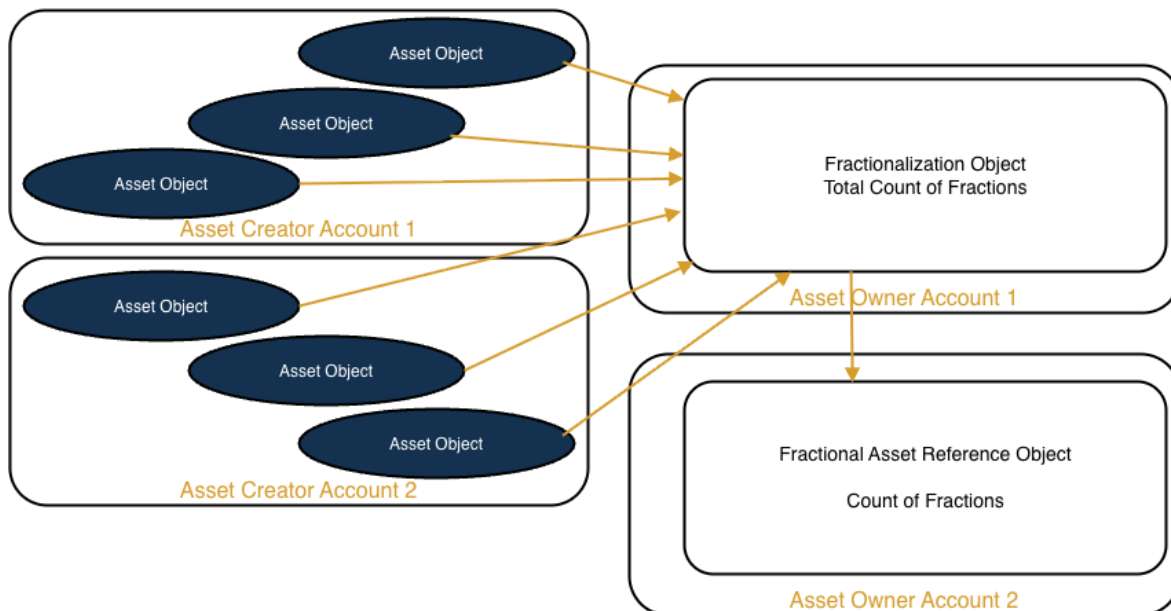 Asset Object
Asset Object
Asset Object
Asset Creator Account 1
Asset Object
Asset Object
Asset Object
Asset Creator Account 2
Fractionalization Object
Total Count of Fractions
Asset Owner Account 1
Fractional Asset Reference Object
Count of Fractions
Asset Owner Account 2